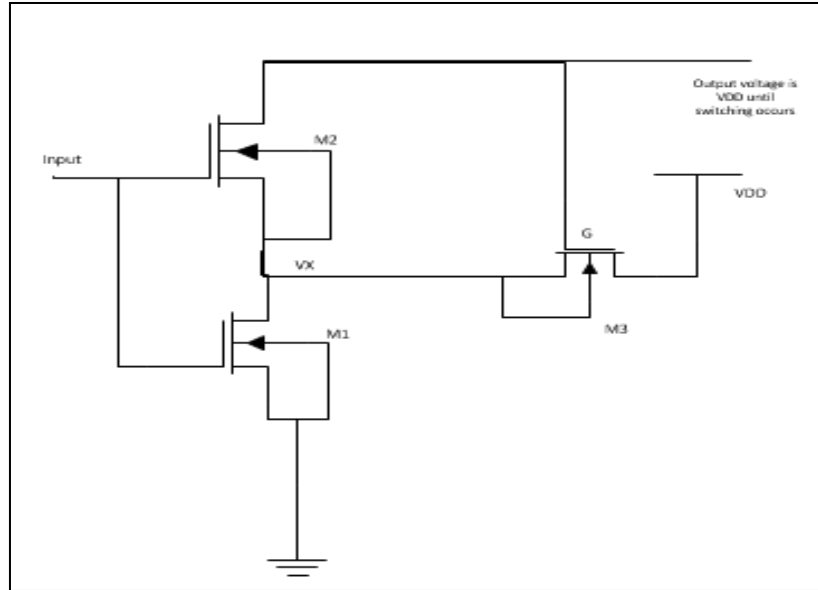 Output voltage is
VDD until
switching occurs
M2
Input
VDD
G
VX
M3
M1